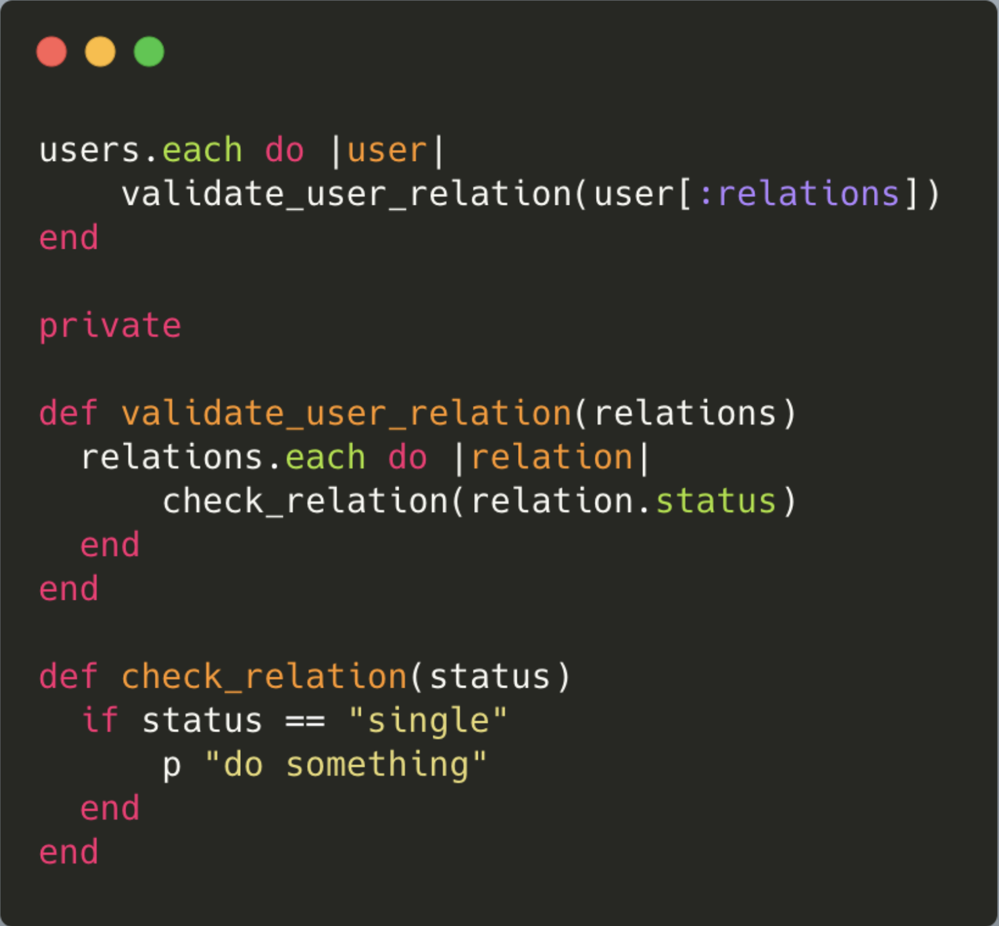 users.each do |user|
    validate_user_relation(user[:relations])
end

private

def validate_user_relation(relations)
  relations.each do |relation|
      check_relation(relation.status)
  end
end

def check_relation(status)
  if status == "single"
      p "do something"
  end
end